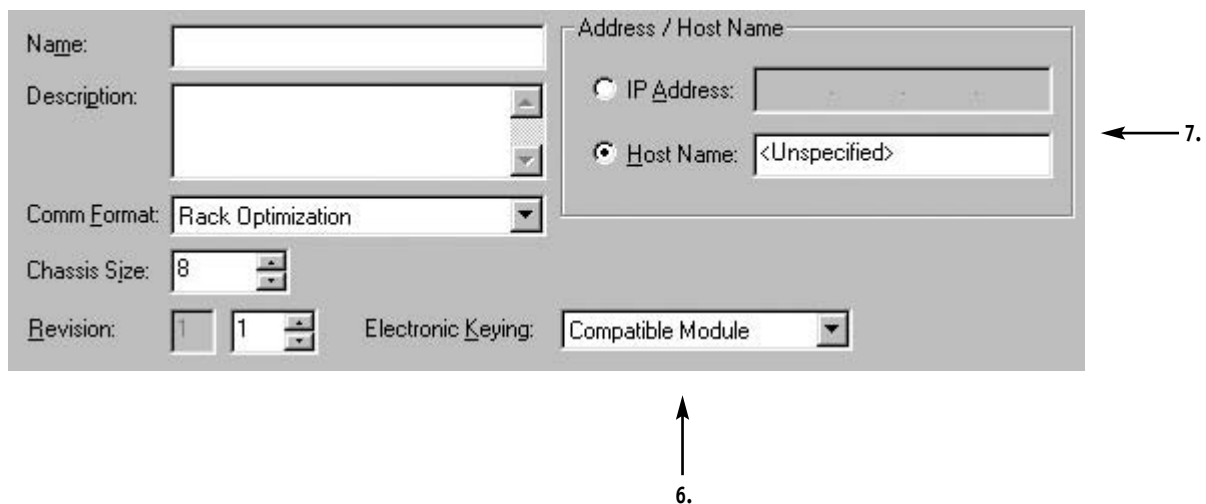 Name:
Description:
Comm Format: Rack Optimization
Chassis Size: 8
Revision: 1 1 Electronic Keying: Compatible Module
Address / Host Name
IP Address:
Host Name: <Unspecified>
7.
6.